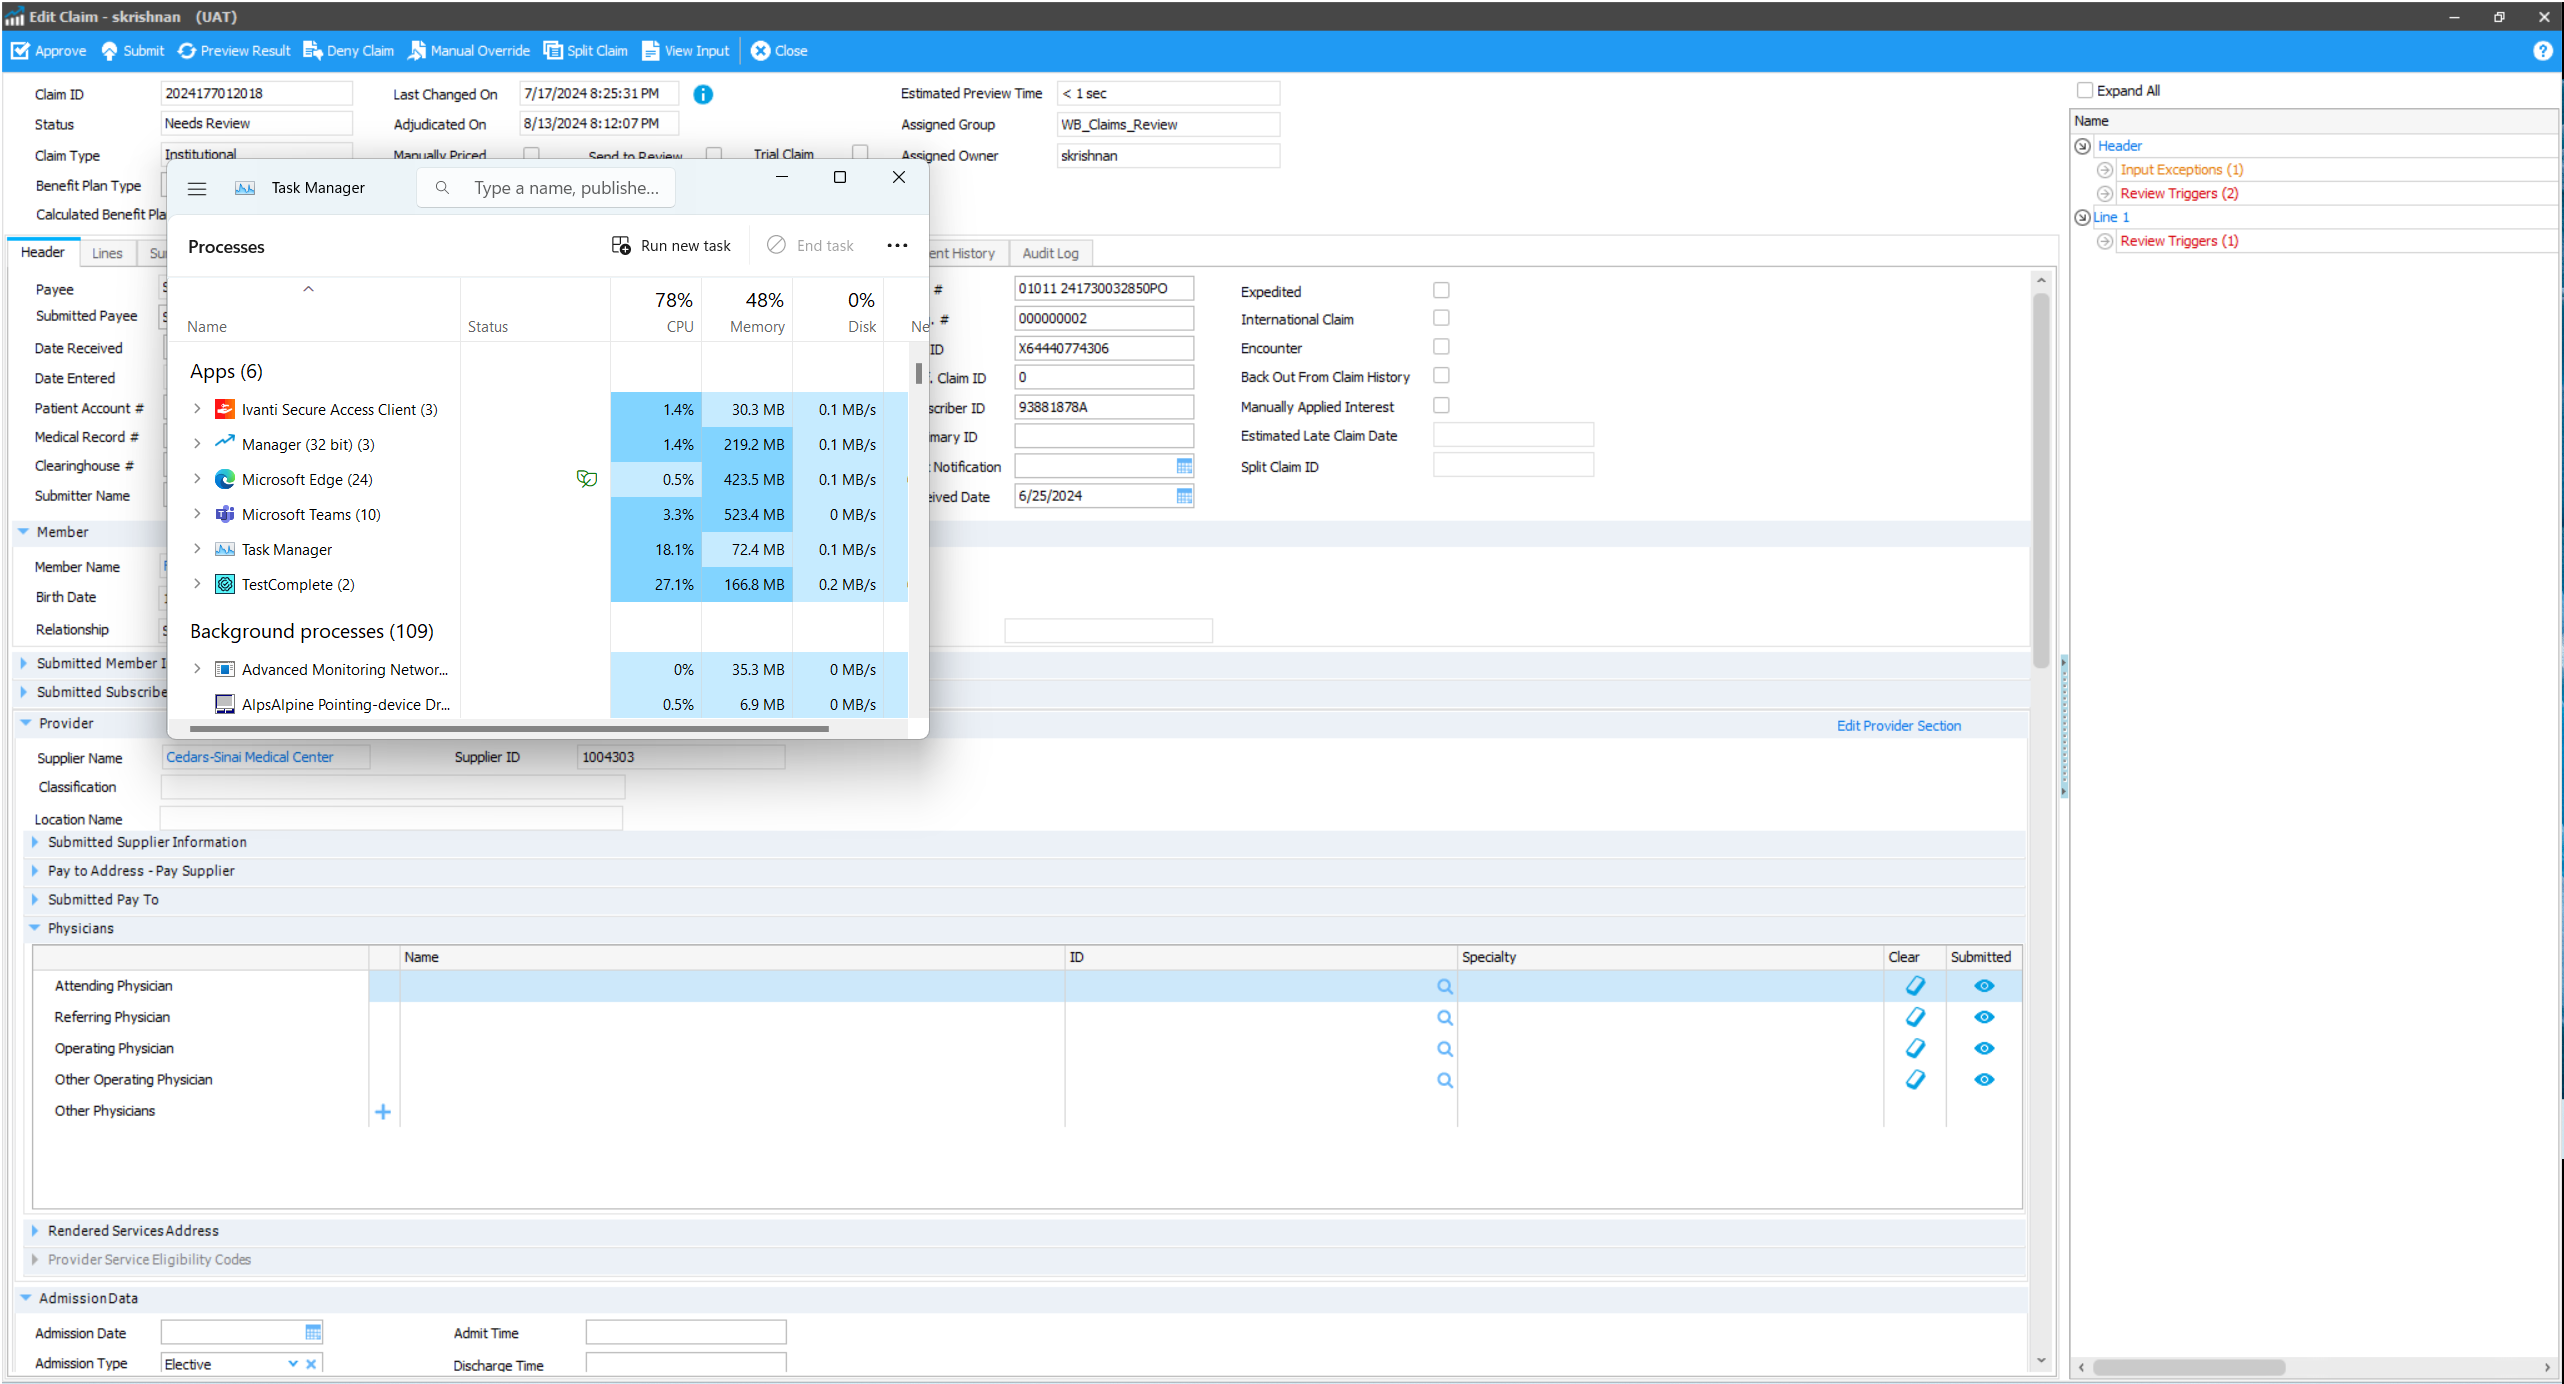 Edit Claim - skrishnan (UAT)
Approve Submit Preview Result Deny Claim Manual Override Split Claim View Input Close
Claim ID 2024177012018 Last Changed On 7/17/2024 8:25:31 PM Estimated Preview Time < 1 sec
Status Needs Review Adjudicated On 8/13/2024 8:12:07 PM Assigned Group WB_Claims_Review
Claim Type Institutional Manually Priced Send to Review Trial Claim Assigned Owner skrishnan
Benefit Plan Type
Calculated Benefit Pla
Header Lines Su ent History Audit Log
Payee # 01011 241730032850PO Expedited
Submitted Payee . # 000000002 International Claim
Date Received ID X64440774306 Encounter
Date Entered . Claim ID 0 Back Out From Claim History
Patient Account # scriber ID 93881878A Manually Applied Interest
Medical Record # mary ID Estimated Late Claim Date
Clearinghouse # Notification Split Claim ID
Submitter Name eived Date 6/25/2024
Member
Member Name
Birth Date
Relationship
Submitted Member I
Submitted Subscribe
Task Manager
Type a name, publishe...
Processes Run new task End task
78% 48% 0%
Name Status CPU Memory Disk Ne
Apps (6)
Ivanti Secure Access Client (3) 1.4% 30.3 MB 0.1 MB/s
Manager (32 bit) (3) 1.4% 219.2 MB 0.1 MB/s
Microsoft Edge (24) 0.5% 423.5 MB 0.1 MB/s
Microsoft Teams (10) 3.3% 523.4 MB 0 MB/s
Task Manager 18.1% 72.4 MB 0.1 MB/s
TestComplete (2) 27.1% 166.8 MB 0.2 MB/s
Background processes (109)
Advanced Monitoring Networ... 0% 35.3 MB 0 MB/s
AlpsAlpine Pointing-device Dr... 0.5% 6.9 MB 0 MB/s
Provider Edit Provider Section
Supplier Name Cedars-Sinai Medical Center Supplier ID 1004303
Classification
Location Name
Submitted Supplier Information
Pay to Address - Pay Supplier
Submitted Pay To
Physicians
Name ID Specialty Clear Submitted
Attending Physician
Referring Physician
Operating Physician
Other Operating Physician
Other Physicians
Rendered Services Address
Provider Service Eligibility Codes
Admission Data
Admission Date Admit Time
Admission Type Elective Discharge Time
Expand All
Name
Header
Input Exceptions (1)
Review Triggers (2)
Line 1
Review Triggers (1)